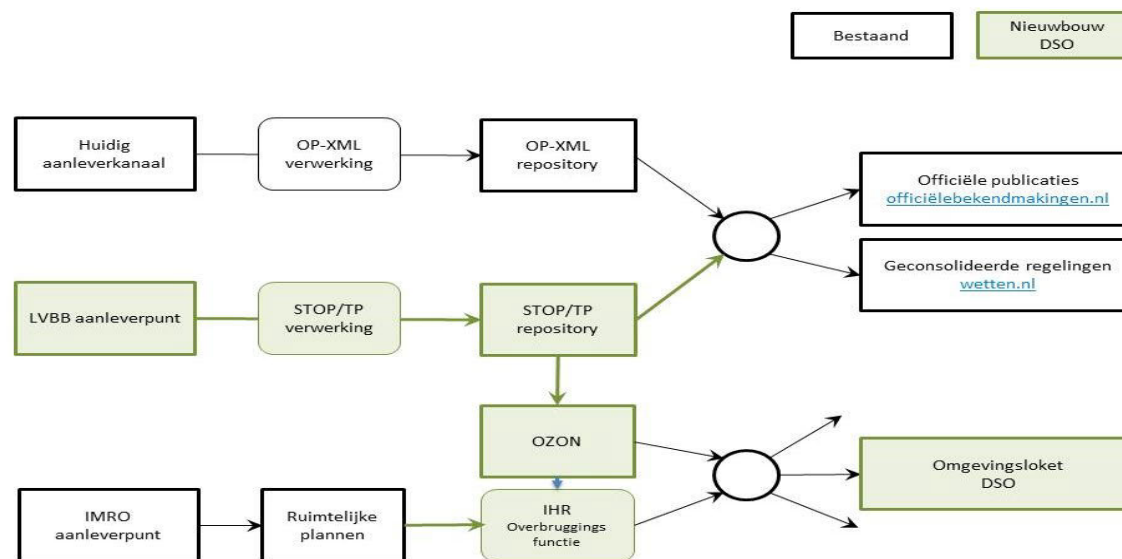 Bestaand
Nieuwbouw
DSO
Huidig
aanleverkanaal
OP-XML
verwerking
OP-XML
repository
Officiële publicaties
officiëlebekendmakingen.nl
Geconsolideerde regelingen
wetten.nl
LVBB aanleverpunt
STOP/TP
verwerking
STOP/TP
repository
OZON
Omgevingsloket
DSO
IMRO
aanleverpunt
Ruimtelijke
plannen
IHR
Overbruggings
functie